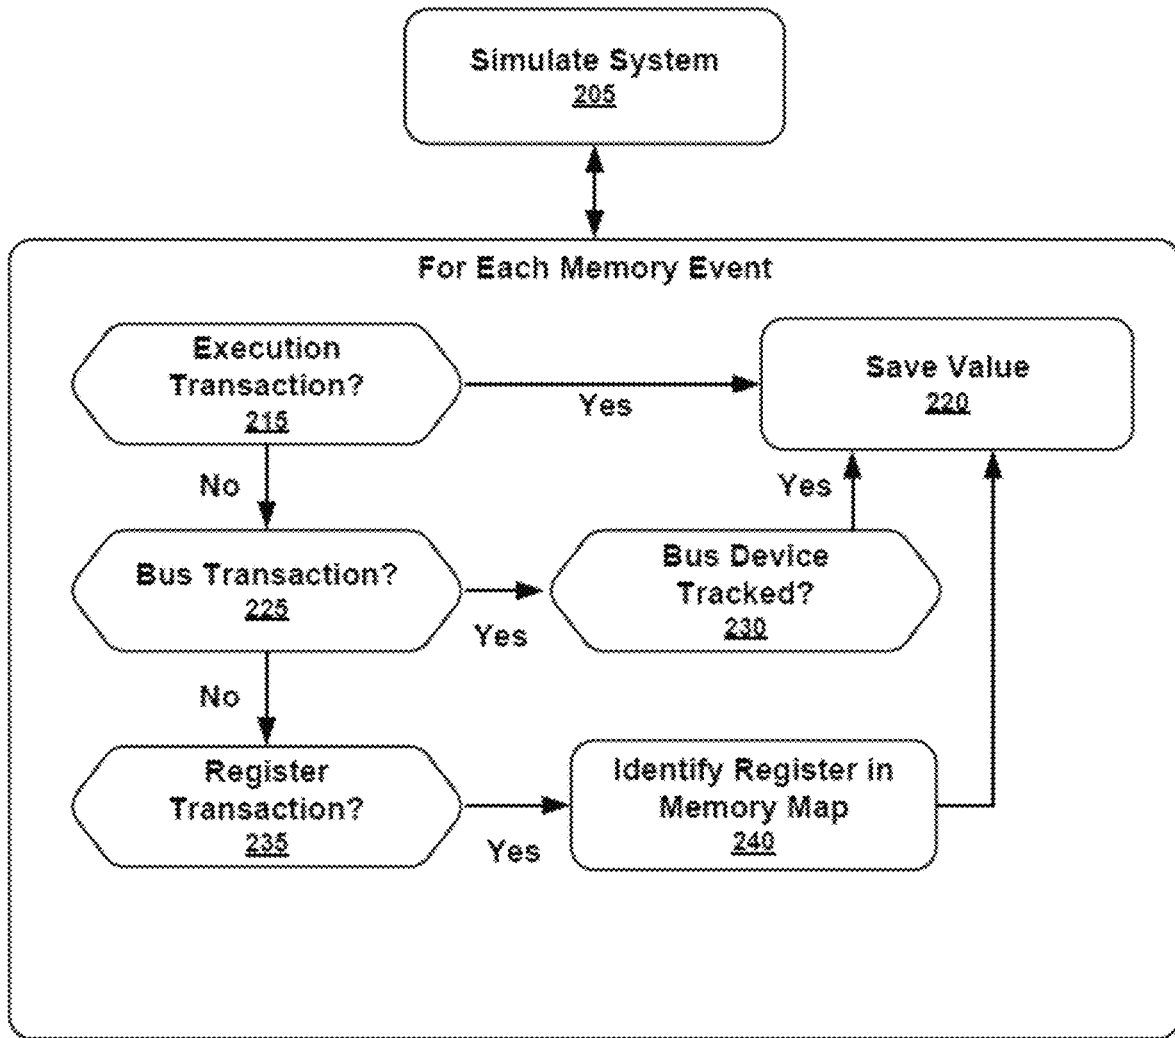 Simulate System
205
For Each Memory Event
Execution
Transaction?
215
Yes
Save Value
220
No
Yes
Bus Transaction?
225
Yes
Bus Device
Tracked?
230
No
Register
Transaction?
235
Yes
Identify Register in
Memory Map
240